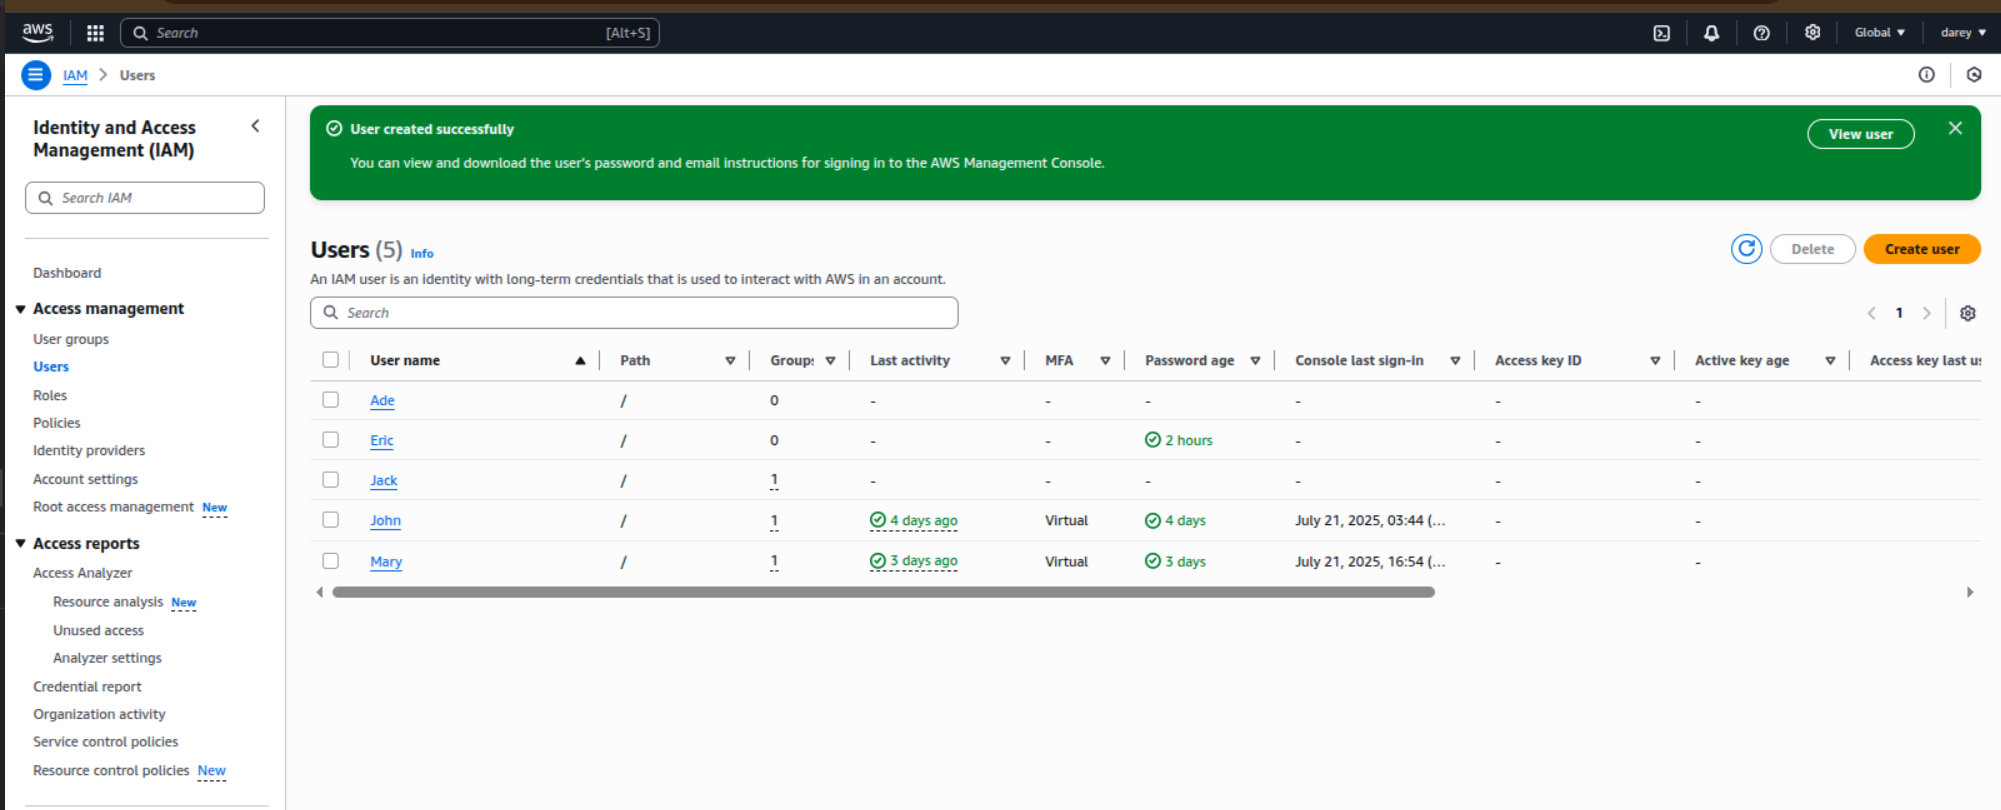 aws Search [Alt+S] Global darey
IAM > Users
Identity and Access
Management (IAM)
Search IAM
Dashboard
Access management
User groups
Users
Roles
Policies
Identity providers
Account settings
Root access management New
Access reports
Access Analyzer
Resource analysis New
Unused access
Analyzer settings
Credential report
Organization activity
Service control policies
Resource control policies New
User created successfully
You can view and download the user's password and email instructions for signing in to the AWS Management Console.
View user
Users (5) Info
Delete Create user
An IAM user is an identity with long-term credentials that is used to interact with AWS in an account.
Search
1
User name Path Group: Last activity MFA Password age Console last sign-in Access key ID Active key age Access key last u
Ade / 0 - - - - - -
Eric / 0 - - 2 hours - - -
Jack / 1 - - - - - -
John / 1 4 days ago Virtual 4 days July 21, 2025, 03:44 (... - -
Mary / 1 3 days ago Virtual 3 days July 21, 2025, 16:54 (... - -